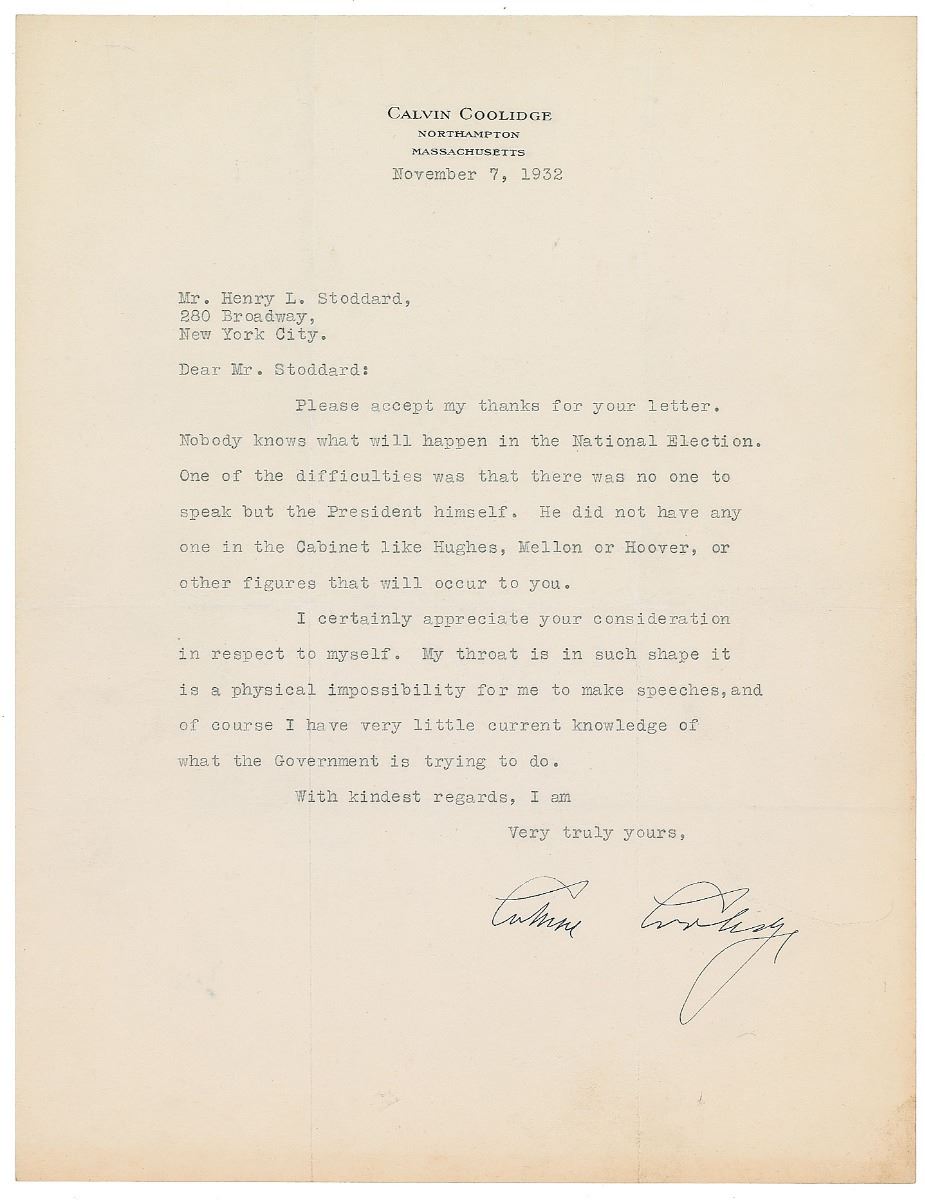 CALVIN COOLIDGE
NORTHAMPTON
MASSACHUSETTS
November 7, 1932
Mr. Henry L. Stoddard,
280 Broadway,
New York City.
Dear Mr. Stoddard:
Please accept my thanks for your letter.
Nobody knows what will happen in the National Election.
One of the difficulties was that there was no one to
speak but the President himself. He did not have any
one in the Cabinet like Hughes, Mellon or Hoover, or
other figures that will occur to you.
I certainly appreciate your consideration
in respect to myself. My throat is in such shape it
is a physical impossibility for me to make speeches,and
of course I have very little current knowledge of
what the Government is trying to do.
With kindest regards, I am
Very truly yours,
Calvin Coolidge